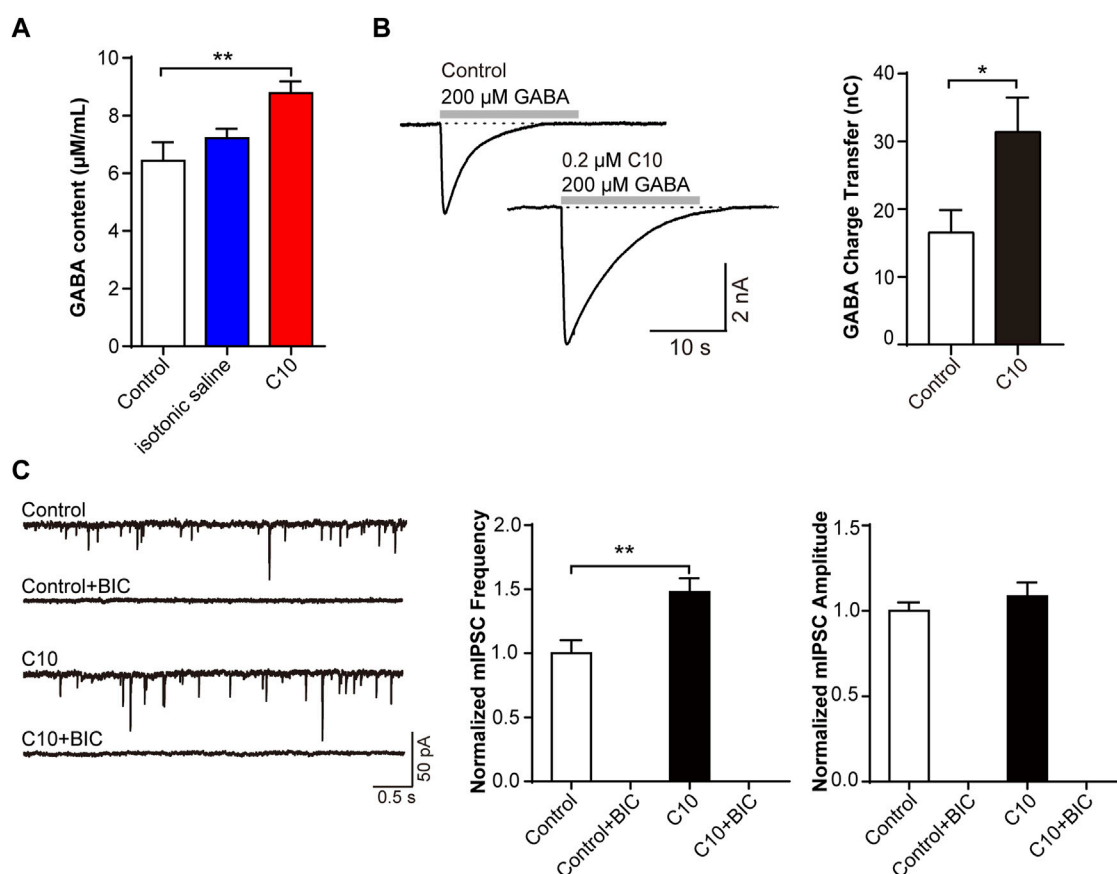 A
GABA content (μM/mL)
10
8
6
4
2
0
**
Control
isotonic saline
C10
B
Control
200 μM GABA
0.2 μM C10
200 μM GABA
2 nA
10 s
GABA Charge Transfer (nC)
40
30
20
10
0
*
Control
C10
C
Control
Control+BIC
C10
C10+BIC
50 pA
0.5 s
Normalized mIPSC Frequency
2.0
1.5
1.0
0.5
0.0
**
Control
Control+BIC
C10
C10+BIC
Normalized mIPSC Amplitude
1.5
1.0
0.5
0.0
Control
Control+BIC
C10
C10+BIC